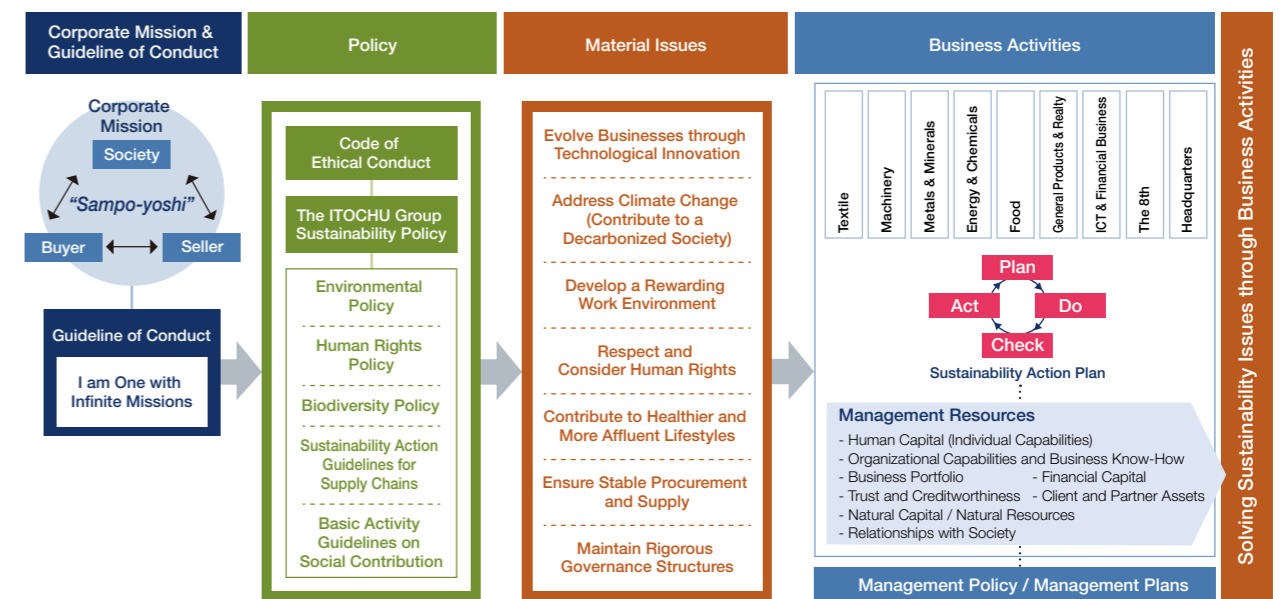 Corporate Mission &
Guideline of Conduct
Policy
Material Issues
Business Activities
Corporate
Mission
Society
“Sampo-yoshi”
Buyer
Seller
Guideline of Conduct
I am One with
Infinite Missions
Code of
Ethical Conduct
The ITOCHU Group
Sustainability Policy
Environmental
Policy
Human Rights
Policy
Biodiversity Policy
Sustainability Action
Guidelines for
Supply Chains
Basic Activity
Guidelines on
Social Contribution
Evolve Businesses through
Technological Innovation
Address Climate Change
(Contribute to a
Decarbonized Society)
Develop a Rewarding
Work Environment
Respect and
Consider Human Rights
Contribute to Healthier and
More Affluent Lifestyles
Ensure Stable Procurement
and Supply
Maintain Rigorous
Governance Structures
Textile
Machinery
Metals & Minerals
Energy & Chemicals
Food
General Products & Realty
ICT & Financial Business
The 8th
Headquarters
Plan
Act
Do
Check
Sustainability Action Plan
Management Resources
- Human Capital (Individual Capabilities)
- Organizational Capabilities and Business Know-How
- Business Portfolio - Financial Capital
- Trust and Creditworthiness - Client and Partner Assets
- Natural Capital / Natural Resources
- Relationships with Society
Management Policy / Management Plans
Solving Sustainability Issues through Business Activities